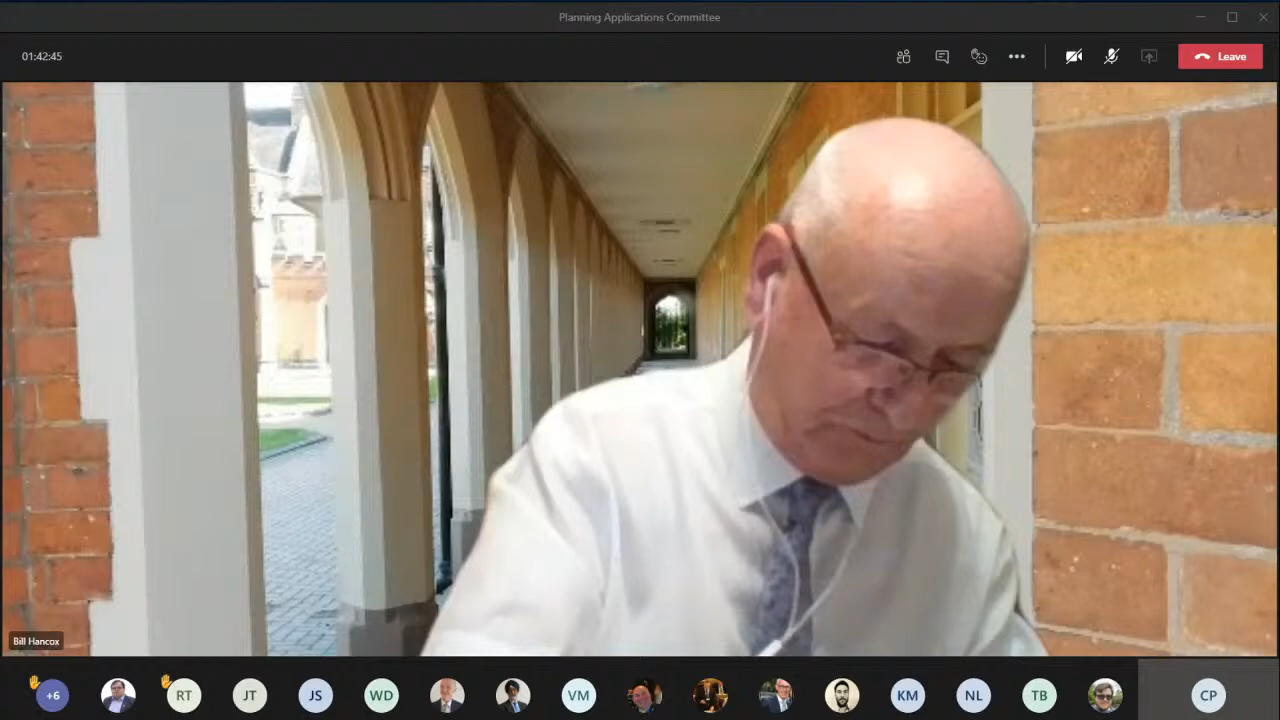 Planning Applications Committee
01:42:45
Leave
Bill Hancox
+6
RT
JT
JS
WD
VM
KM
NL
TB
CP